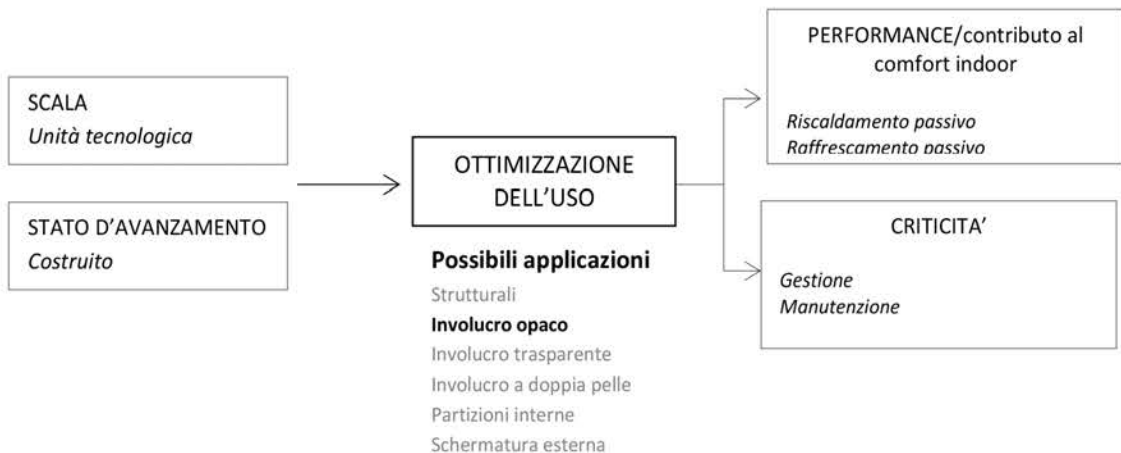 SCALA
Unità tecnologica
STATO D'AVANZAMENTO
Costruito
OTTIMIZZAZIONE
DELL'USO
Possibili applicazioni
Strutturali
Involucro opaco
Involucro trasparente
Involucro a doppia pelle
Partizioni interne
Schermatura esterna
PERFORMANCE/contributo al
comfort indoor
Riscaldamento passivo
Raffrescamento passivo
CRITICITA'
Gestione
Manutenzione